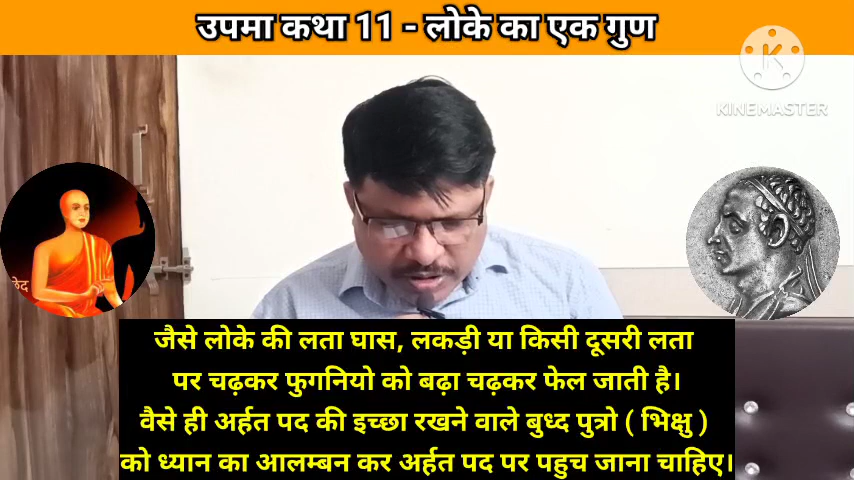 उपमा कथा 11 - लोके का एक गुण
KINEMASTER
जैसे लोके की लता घास, लकड़ी या किसी दूसरी लता
पर चढ़कर फुगनियो को बढ़ा चढ़कर फेल जाती है।
वैसे ही अर्हत पद की इच्छा रखने वाले बुध्द पुत्रो ( भिक्षु )
को ध्यान का आलम्बन कर अर्हत पद पर पहुच जाना चाहिए।